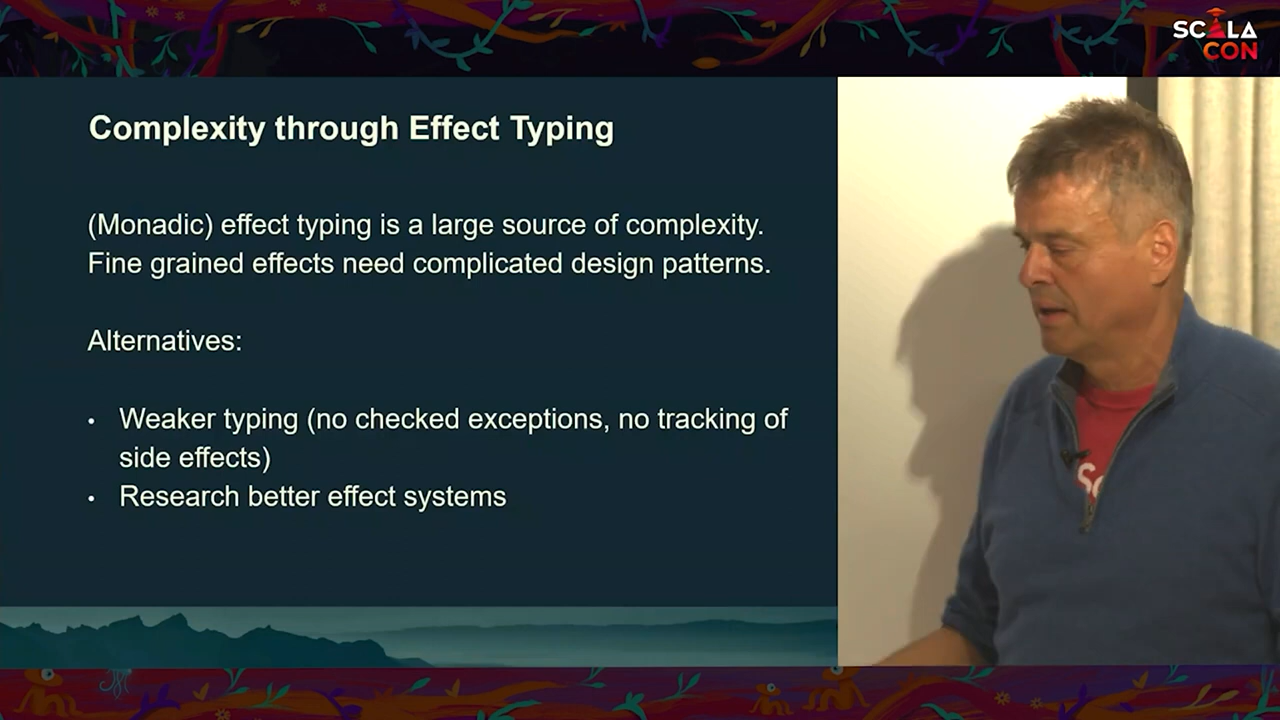 SCALA
CON
Complexity through Effect Typing
(Monadic) effect typing is a large source of complexity.
Fine grained effects need complicated design patterns.
Alternatives:
• Weaker typing (no checked exceptions, no tracking of
side effects)
• Research better effect systems